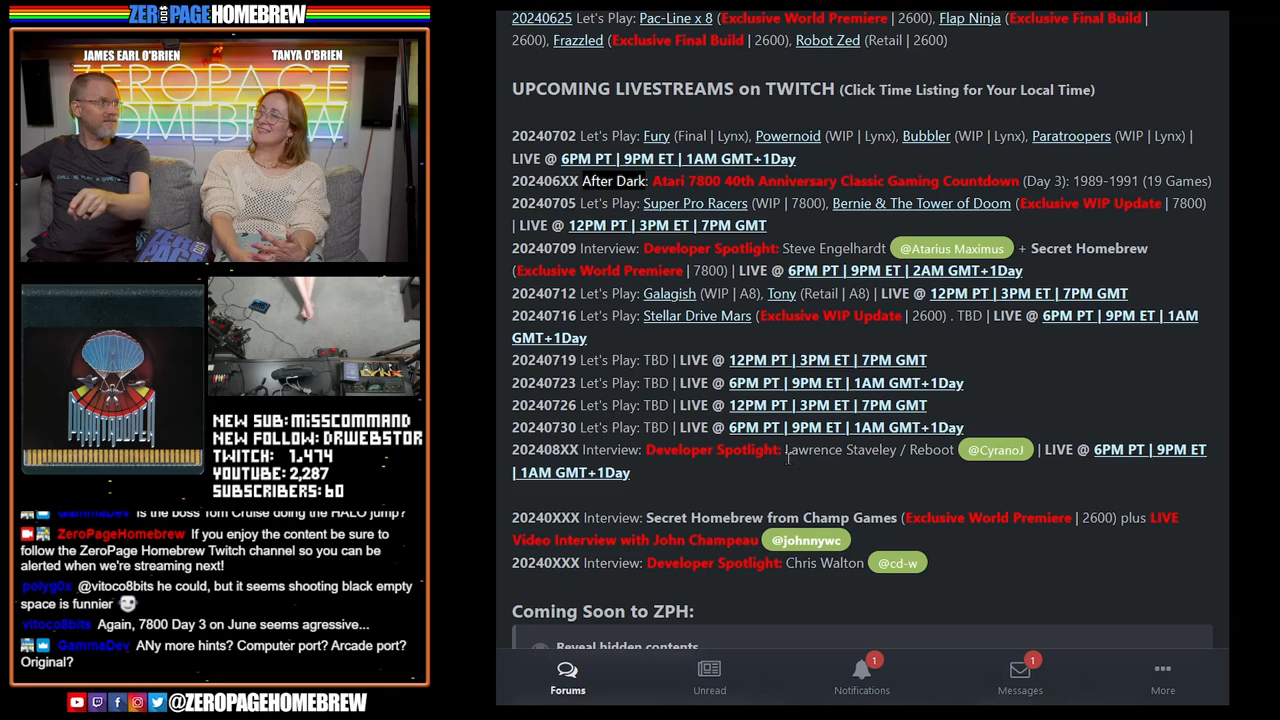 ZEROPAGEHOMEBREW
JAMES EARL O'BRIEN
TANYA O'BRIEN
ZEROPAGE
HOMEBREW
PARATROOPER
LYNX
NEW SUB: MISSCOMMAND
NEW FOLLOW: DRWEBSTOR
TWITCH: 1,474
YOUTUBE: 2,287
SUBSCRIBERS: 60
GammaDev Is the boss Tom Cruise doing the HALO jump?
ZeroPageHomebrew If you enjoy the content be sure to
follow the ZeroPage Homebrew Twitch channel so you can be
alerted when we're streaming next!
polyg0x @vitoco8bits he could, but it seems shooting black empty
space is funnier
vitoco8bits Again, 7800 Day 3 on June seems agressive...
GammaDev ANy more hints? Computer port? Arcade port?
Original?
@ZEROPAGEHOMEBREW
20240625 Let's Play: Pac-Line x 8 (Exclusive World Premiere | 2600), Flap Ninja (Exclusive Final Build |
2600), Frazzled (Exclusive Final Build | 2600), Robot Zed (Retail | 2600)
UPCOMING LIVESTREAMS on TWITCH (Click Time Listing for Your Local Time)
20240702 Let's Play: Fury (Final | Lynx), Powernoid (WIP | Lynx), Bubbler (WIP | Lynx), Paratroopers (WIP | Lynx) |
LIVE @ 6PM PT | 9PM ET | 1AM GMT+1Day
202406XX After Dark: Atari 7800 40th Anniversary Classic Gaming Countdown (Day 3): 1989-1991 (19 Games)
20240705 Let's Play: Super Pro Racers (WIP | 7800), Bernie & The Tower of Doom (Exclusive WIP Update | 7800)
| LIVE @ 12PM PT | 3PM ET | 7PM GMT
20240709 Interview: Developer Spotlight: Steve Engelhardt @Atarius Maximus + Secret Homebrew
(Exclusive World Premiere | 7800) | LIVE @ 6PM PT | 9PM ET | 2AM GMT+1Day
20240712 Let's Play: Galagish (WIP | A8), Tony (Retail | A8) | LIVE @ 12PM PT | 3PM ET | 7PM GMT
20240716 Let's Play: Stellar Drive Mars (Exclusive WIP Update | 2600) . TBD | LIVE @ 6PM PT | 9PM ET | 1AM
GMT+1Day
20240719 Let's Play: TBD | LIVE @ 12PM PT | 3PM ET | 7PM GMT
20240723 Let's Play: TBD | LIVE @ 6PM PT | 9PM ET | 1AM GMT+1Day
20240726 Let's Play: TBD | LIVE @ 12PM PT | 3PM ET | 7PM GMT
20240730 Let's Play: TBD | LIVE @ 6PM PT | 9PM ET | 1AM GMT+1Day
202408XX Interview: Developer Spotlight: Lawrence Staveley / Reboot @CyranoJ | LIVE @ 6PM PT | 9PM ET
| 1AM GMT+1Day
20240XXX Interview: Secret Homebrew from Champ Games (Exclusive World Premiere | 2600) plus LIVE
Video Interview with John Champeau @johnnywc
20240XXX Interview: Developer Spotlight: Chris Walton @cd-w
Coming Soon to ZPH:
Reveal hidden contents
1
1
Forums
Unread
Notifications
Messages
More